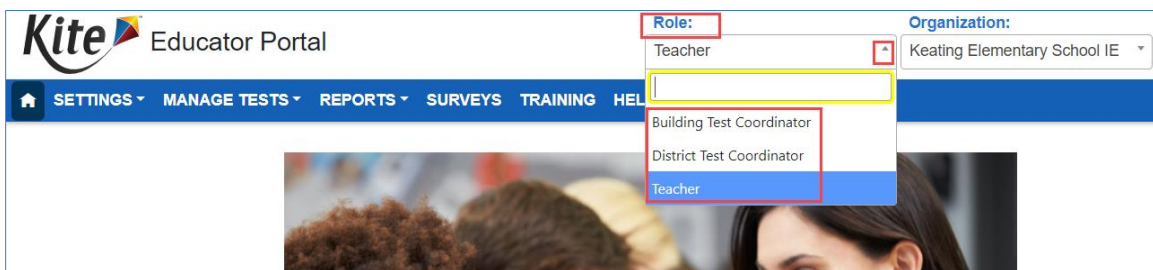 Kite Educator Portal
Role:
Organization:
Teacher
Keating Elementary School IE
SETTINGS MANAGE TESTS REPORTS SURVEYS TRAINING HEL
Building Test Coordinator
District Test Coordinator
Teacher